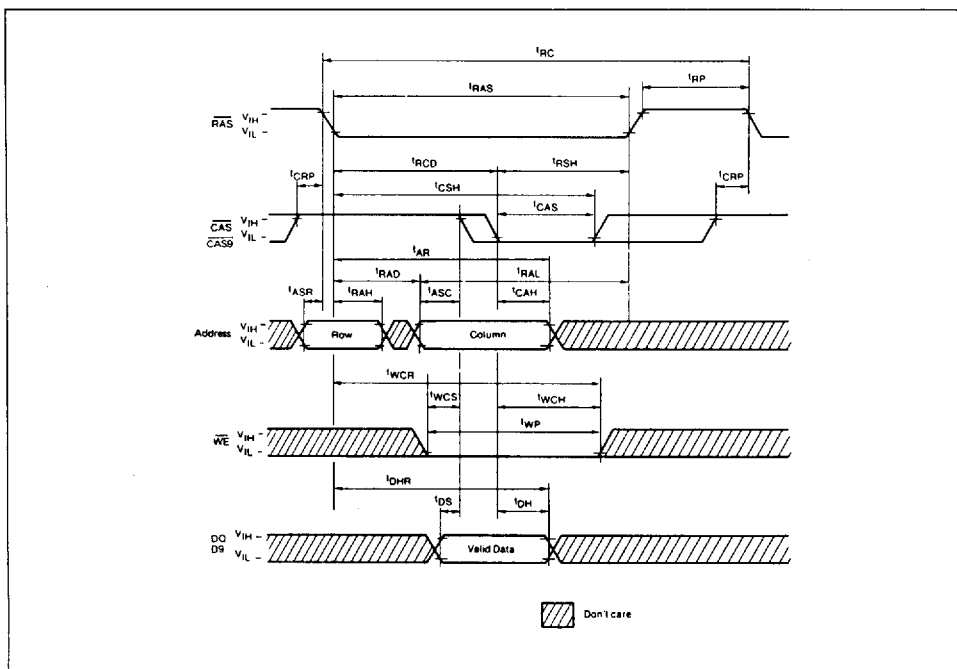 tRC
tRP
tRAS
RAS VIH
VIL
tRCD
tRSH
tCRP
tCSH
tCRP
tCAS
CAS VIH
CAS9 VIL
tAR
tRAD
tRAL
tASR
tRAH
tASC
tCAH
Address VIH
VIL
Row
Column
tWCR
tWCS
tWCH
tWP
WE VIH
VIL
tDHR
tDS
tDH
DQ VIH
D9 VIL
Valid Data
Don't care